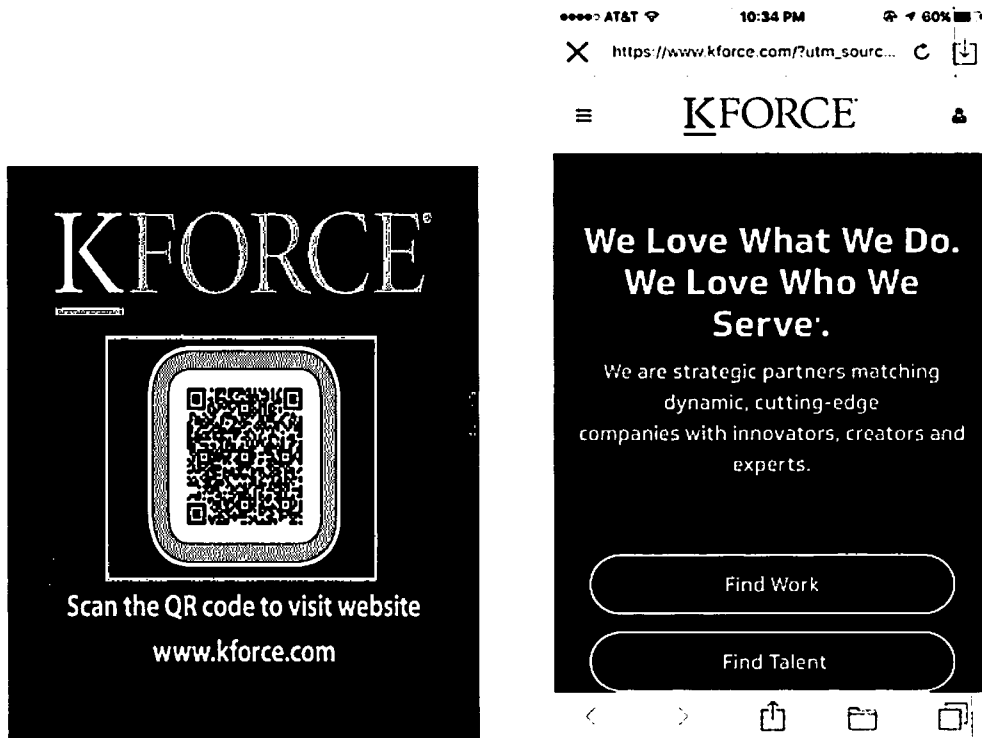 KFORCE
Scan the QR code to visit website
www.kforce.com
AT&T
10:34 PM
60%
https://www.kforce.com/?utm_sourc...
KFORCE
We Love What We Do.
We Love Who We
Serve.
We are strategic partners matching
dynamic, cutting-edge
companies with innovators, creators and
experts.
Find Work
Find Talent